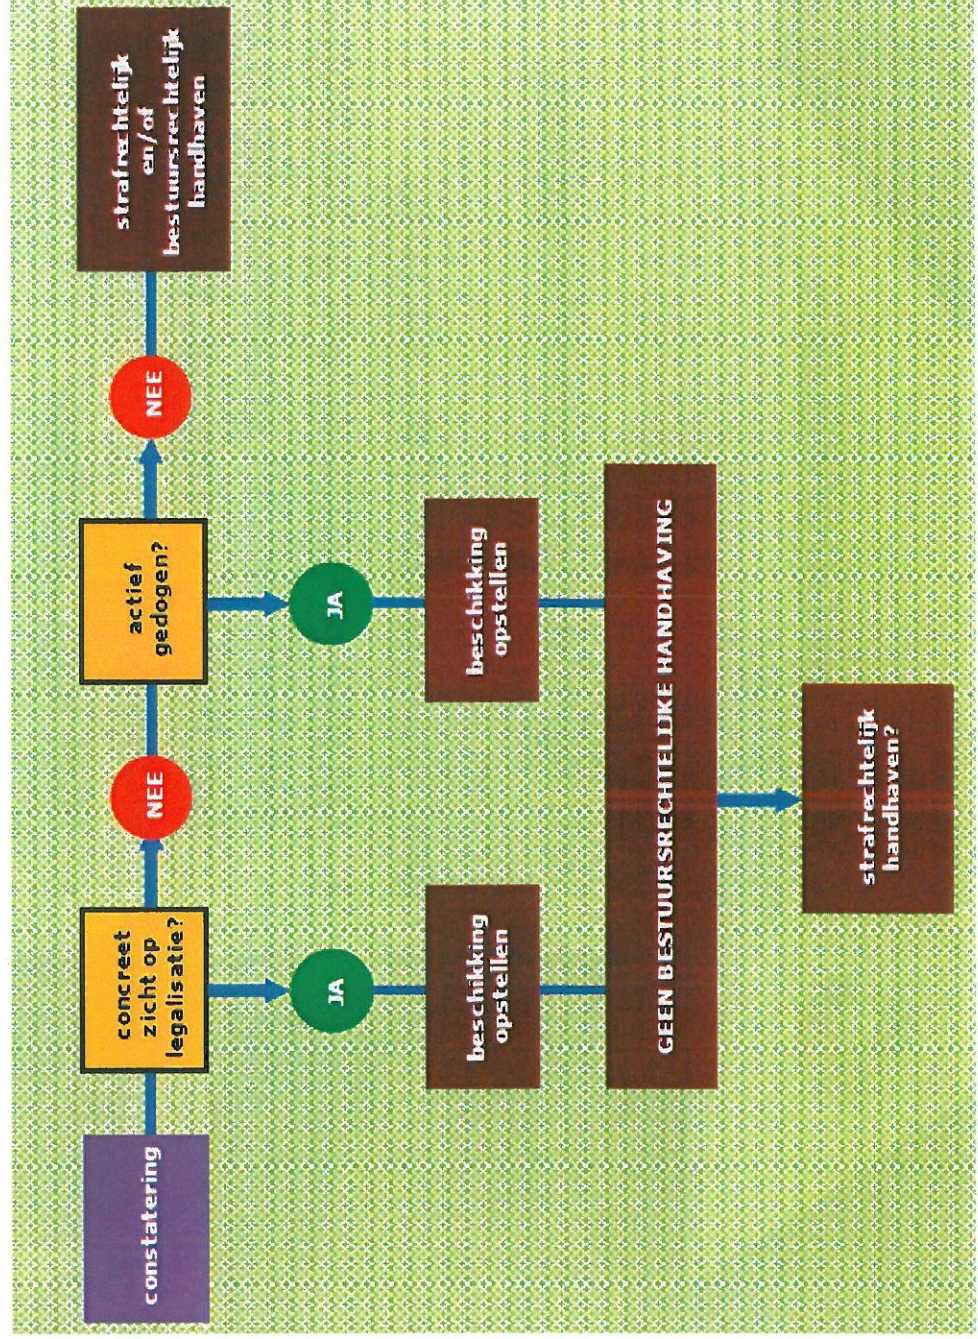 constatering
concreet
zicht op
legalisatie?
NEE
actief
gedogen?
NEE
strafrechtelijk
en/of
bestuursrechtelijk
handhaven
JA
JA
beschikking
opstellen
beschikking
opstellen
GEEN BESTUURSRECHTELIJKE HANDHAVING
strafrechtelijk
handhaven?